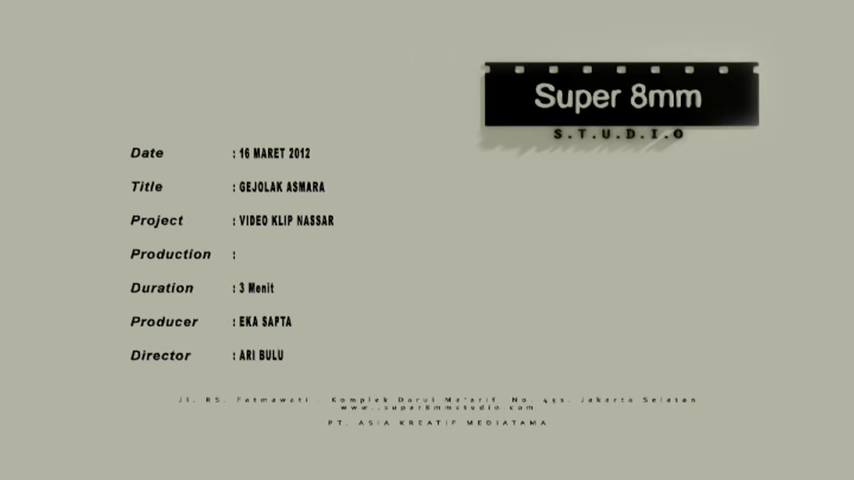 Super 8mm
S.T.U.D.I.O
Date : 16 MARET 2012
Title : GEJOLAK ASMARA
Project : VIDEO KLIP NASSAR
Production :
Duration : 3 Menit
Producer : EKA SAPTA
Director : ARI BULU
Jl. RS. Fatmawati . Komplek Darul Ma'arif. No. Jakarta Selatan
www..super8mmstudio.com
PT. ASIA KREATIF MEDIATAMA